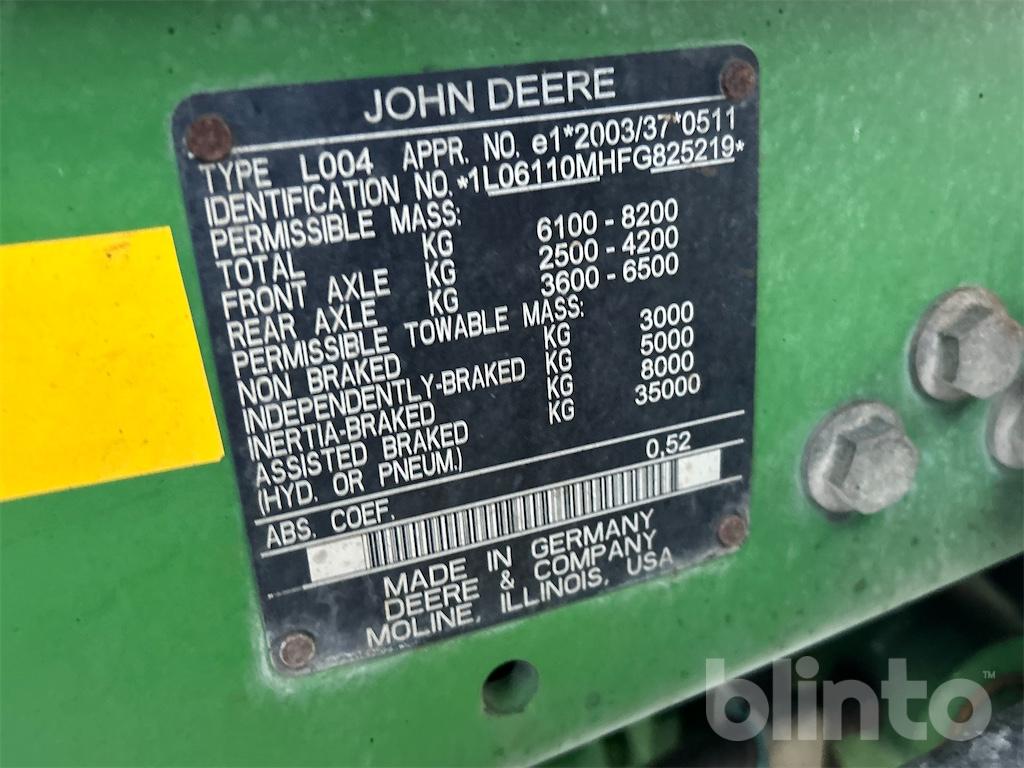 JOHN DEERE
TYPE L004 APPR. NO. e1*2003/37*0511
IDENTIFICATION NO. *1L06110MHFG825219*
PERMISSIBLE MASS:
TOTAL KG 6100 - 8200
FRONT AXLE KG 2500 - 4200
REAR AXLE KG 3600 - 6500
PERMISSIBLE TOWABLE MASS:
NON BRAKED KG 3000
INDEPENDENTLY-BRAKED KG 5000
INERTIA-BRAKED KG 8000
ASSISTED BRAKED KG 35000
(HYD. OR PNEUM.)
ABS. COEF. 0,52
MADE IN GERMANY
DEERE & COMPANY
MOLINE, ILLINOIS, USA
blinto™